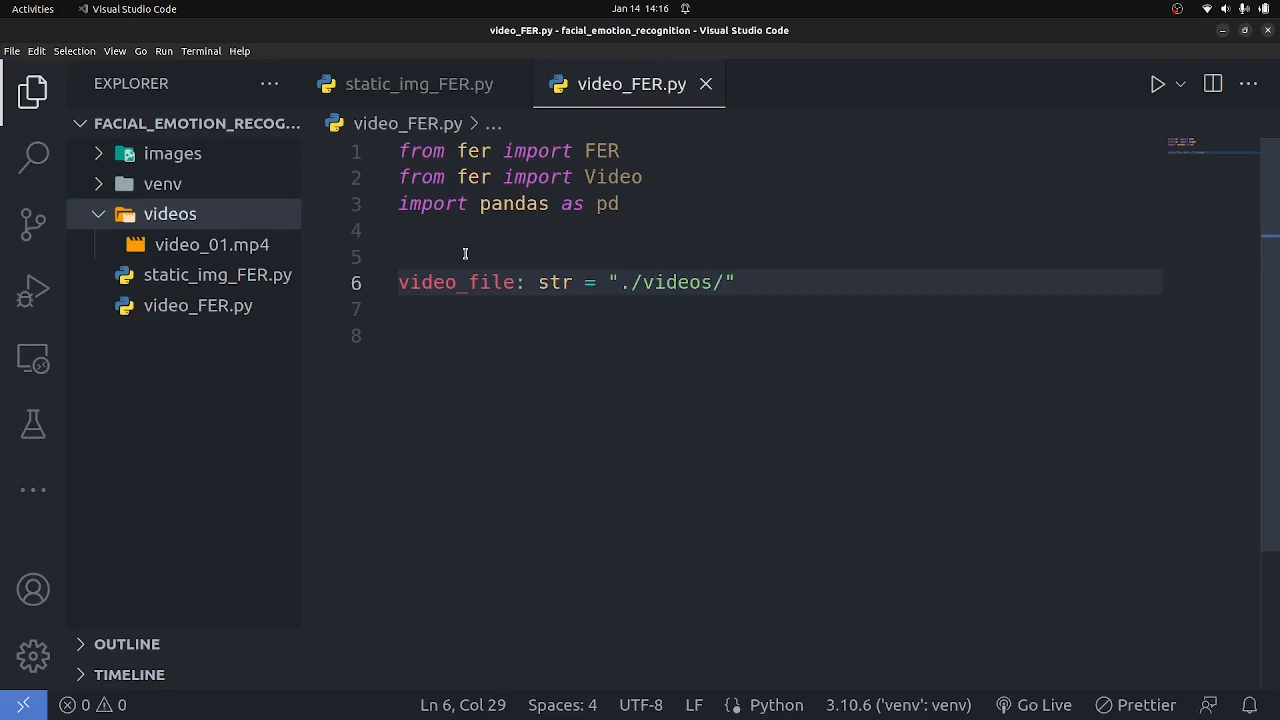 Activities
Visual Studio Code
Jan 14 14:16
video_FER.py - facial_emotion_recognition - Visual Studio Code
File Edit Selection View Go Run Terminal Help
EXPLORER
static_img_FER.py
video_FER.py
FACIAL_EMOTION_RECOG...
video_FER.py > ...
images
venv
videos
video_01.mp4
static_img_FER.py
video_FER.py
1 from fer import FER
2 from fer import Video
3 import pandas as pd
4
5
6 video_file: str = "./videos/"
7
8
OUTLINE
TIMELINE
0 0
Ln 6, Col 29
Spaces: 4
UTF-8
LF
Python
3.10.6 ('venv': venv)
Go Live
Prettier